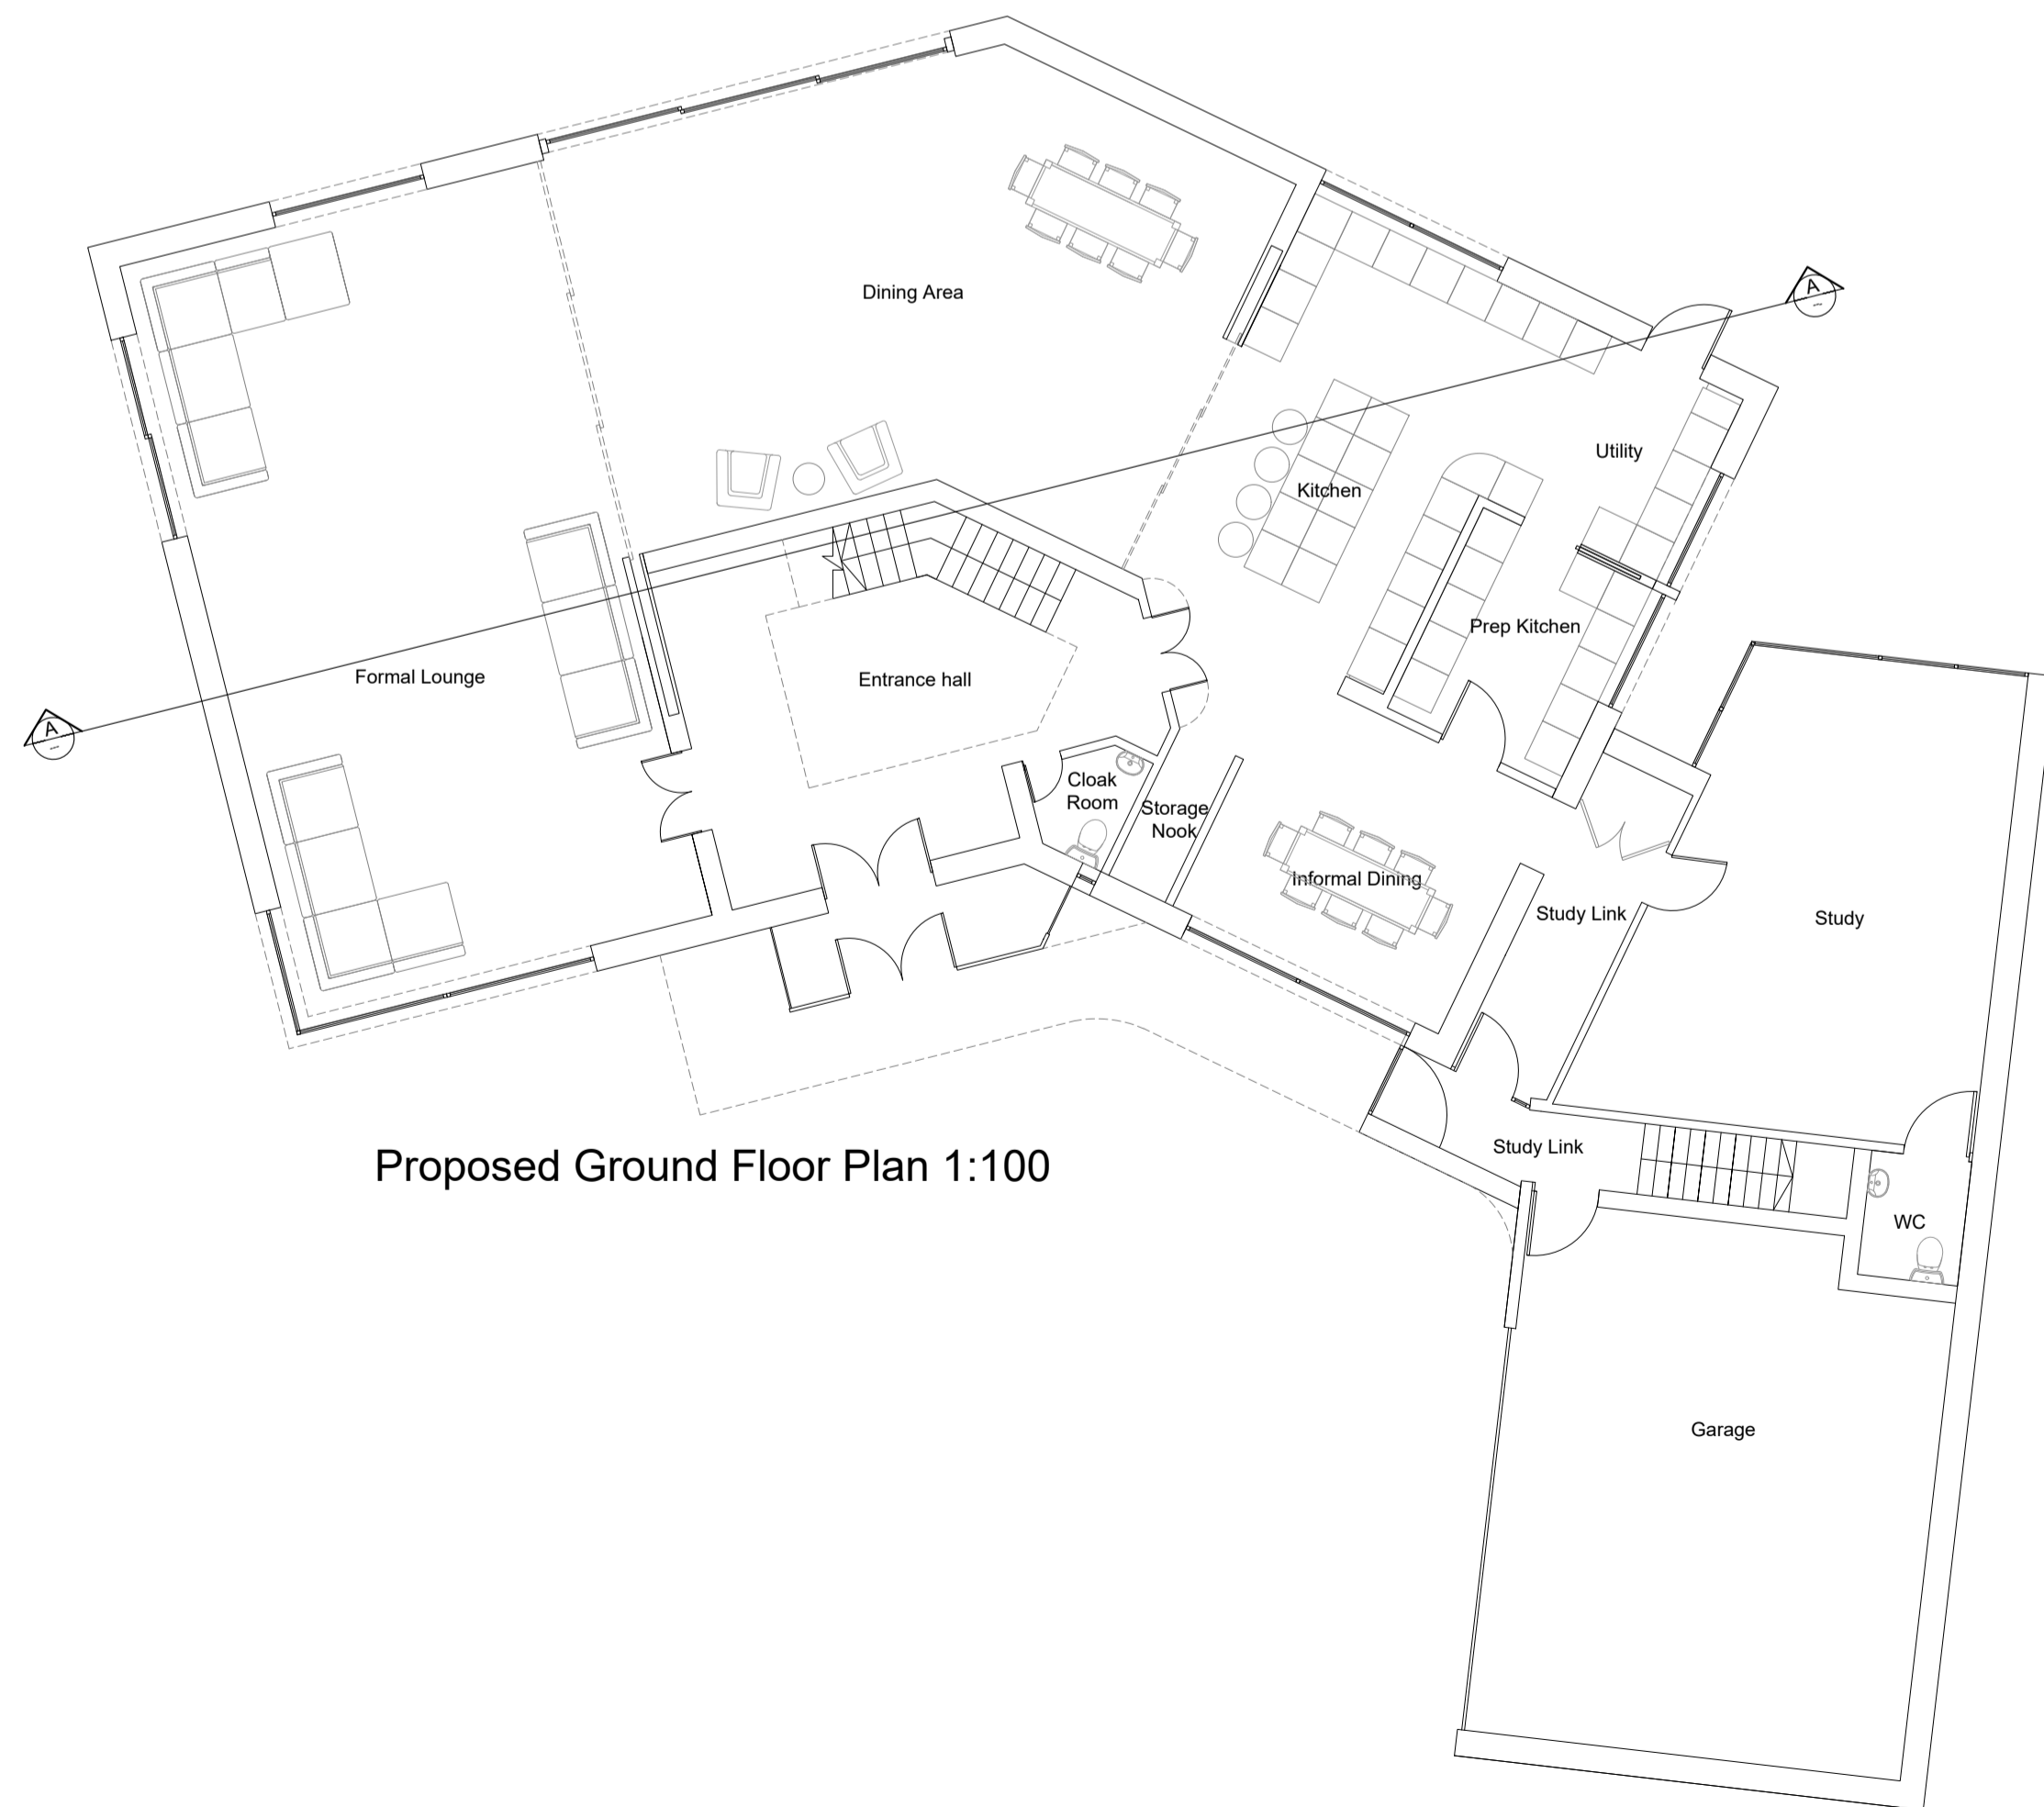 Dining Area
A
Utility
Kitchen
Prep Kitchen
Formal Lounge
Entrance hall
A
Cloak
Room
Storage
Nook
Informal Dining
Study Link
Study
Study Link
Proposed Ground Floor Plan 1:100
WC
Garage